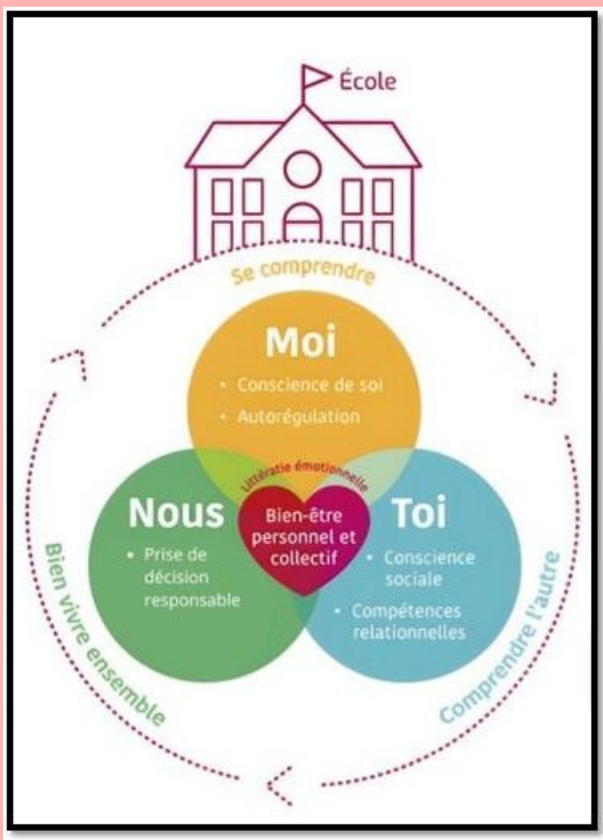 École
Se comprendre
Moi
• Conscience de soi
• Autorégulation
Littératie émotionnelle
Bien-être
personnel et
collectif
Nous
• Prise de
décision
responsable
Toi
• Conscience
sociale
• Compétences
relationnelles
Bien vivre ensemble
Comprendre l'autre